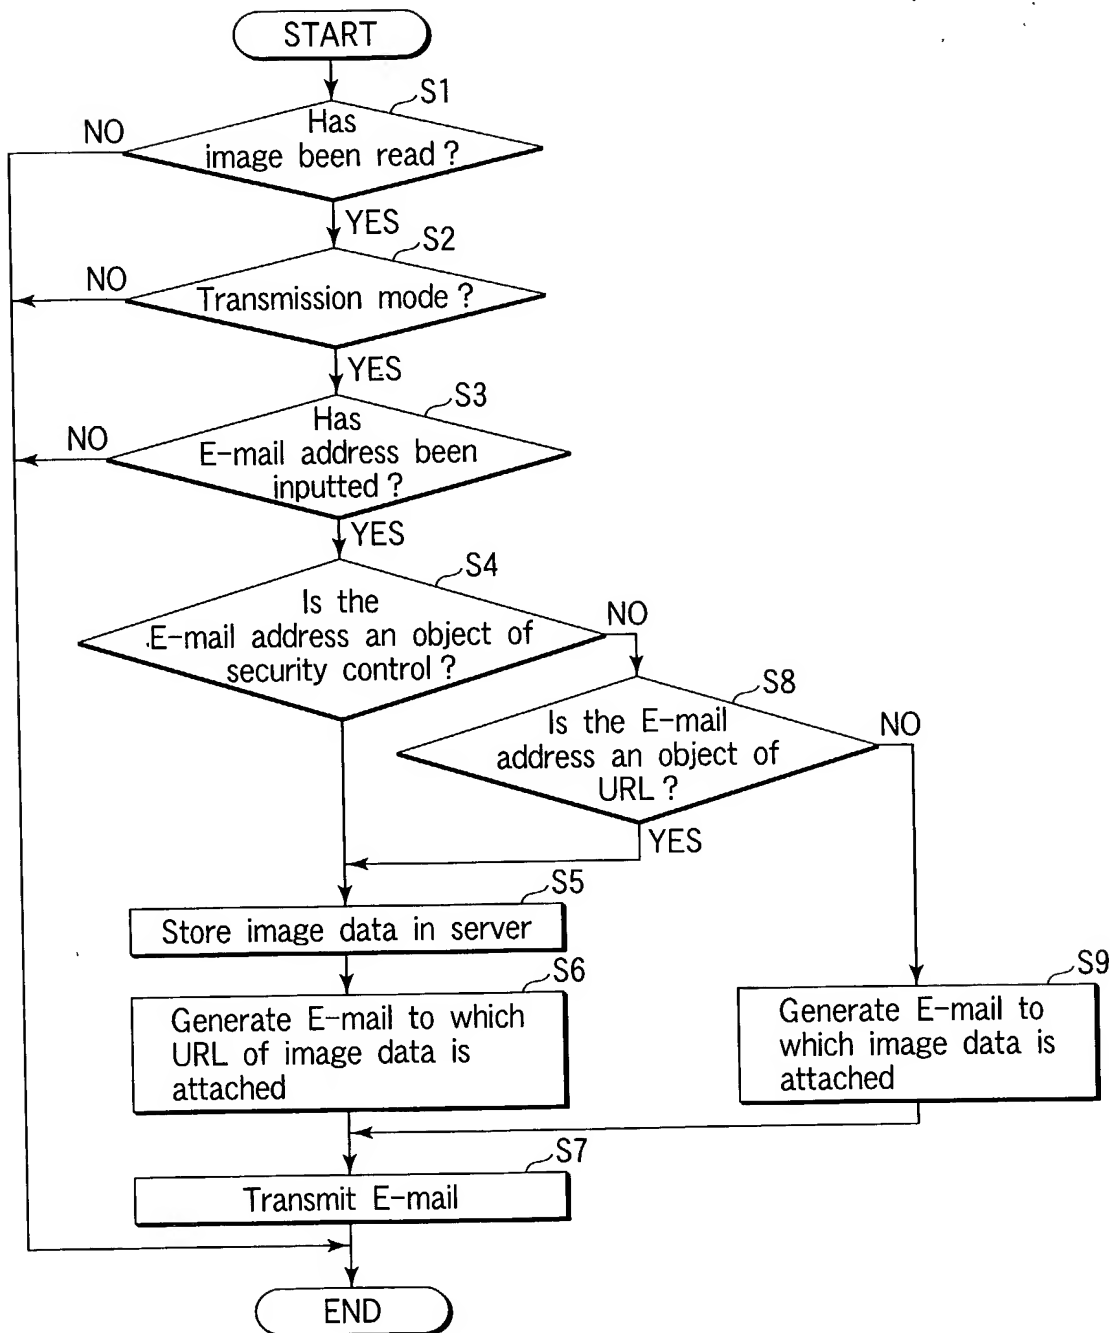 START
S1
NO
Has
image been read ?
YES
S2
NO
Transmission mode ?
YES
S3
NO
Has
E-mail address been
inputted ?
YES
S4
Is the
E-mail address an object of
security control ?
NO
S8
Is the E-mail
address an object of
URL ?
NO
YES
S5
Store image data in server
S6
Generate E-mail to which
URL of image data is
attached
S9
Generate E-mail to
which image data is
attached
S7
Transmit E-mail
END